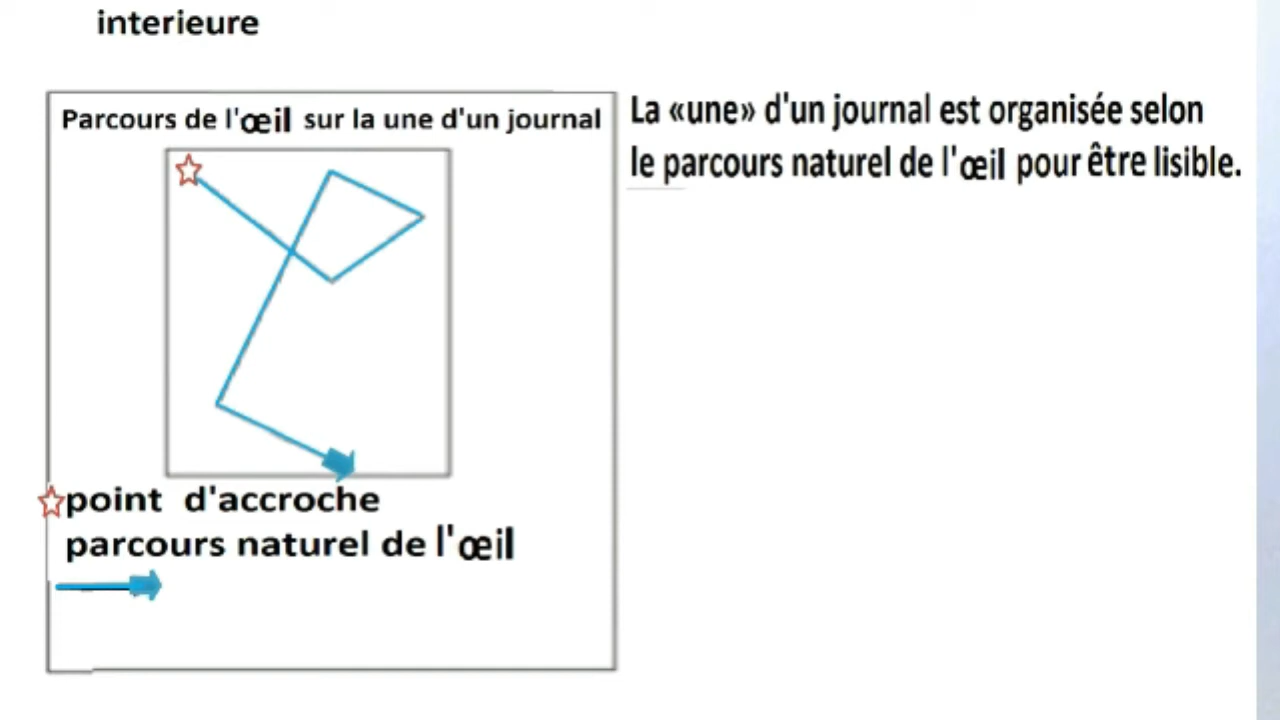 interieure
Parcours de l'œil sur la une d'un journal
point d'accroche
parcours naturel de l'œil
La «une» d'un journal est organisée selon
le parcours naturel de l'œil pour être lisible.